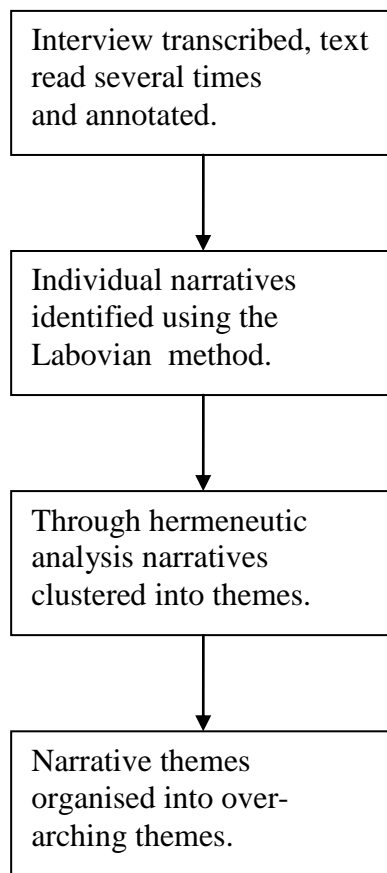 Interview transcribed, text
read several times
and annotated.
Individual narratives
identified using the
Labovian  method.
Through hermeneutic
analysis narratives
clustered into themes.
Narrative themes
organised into over-
arching themes.